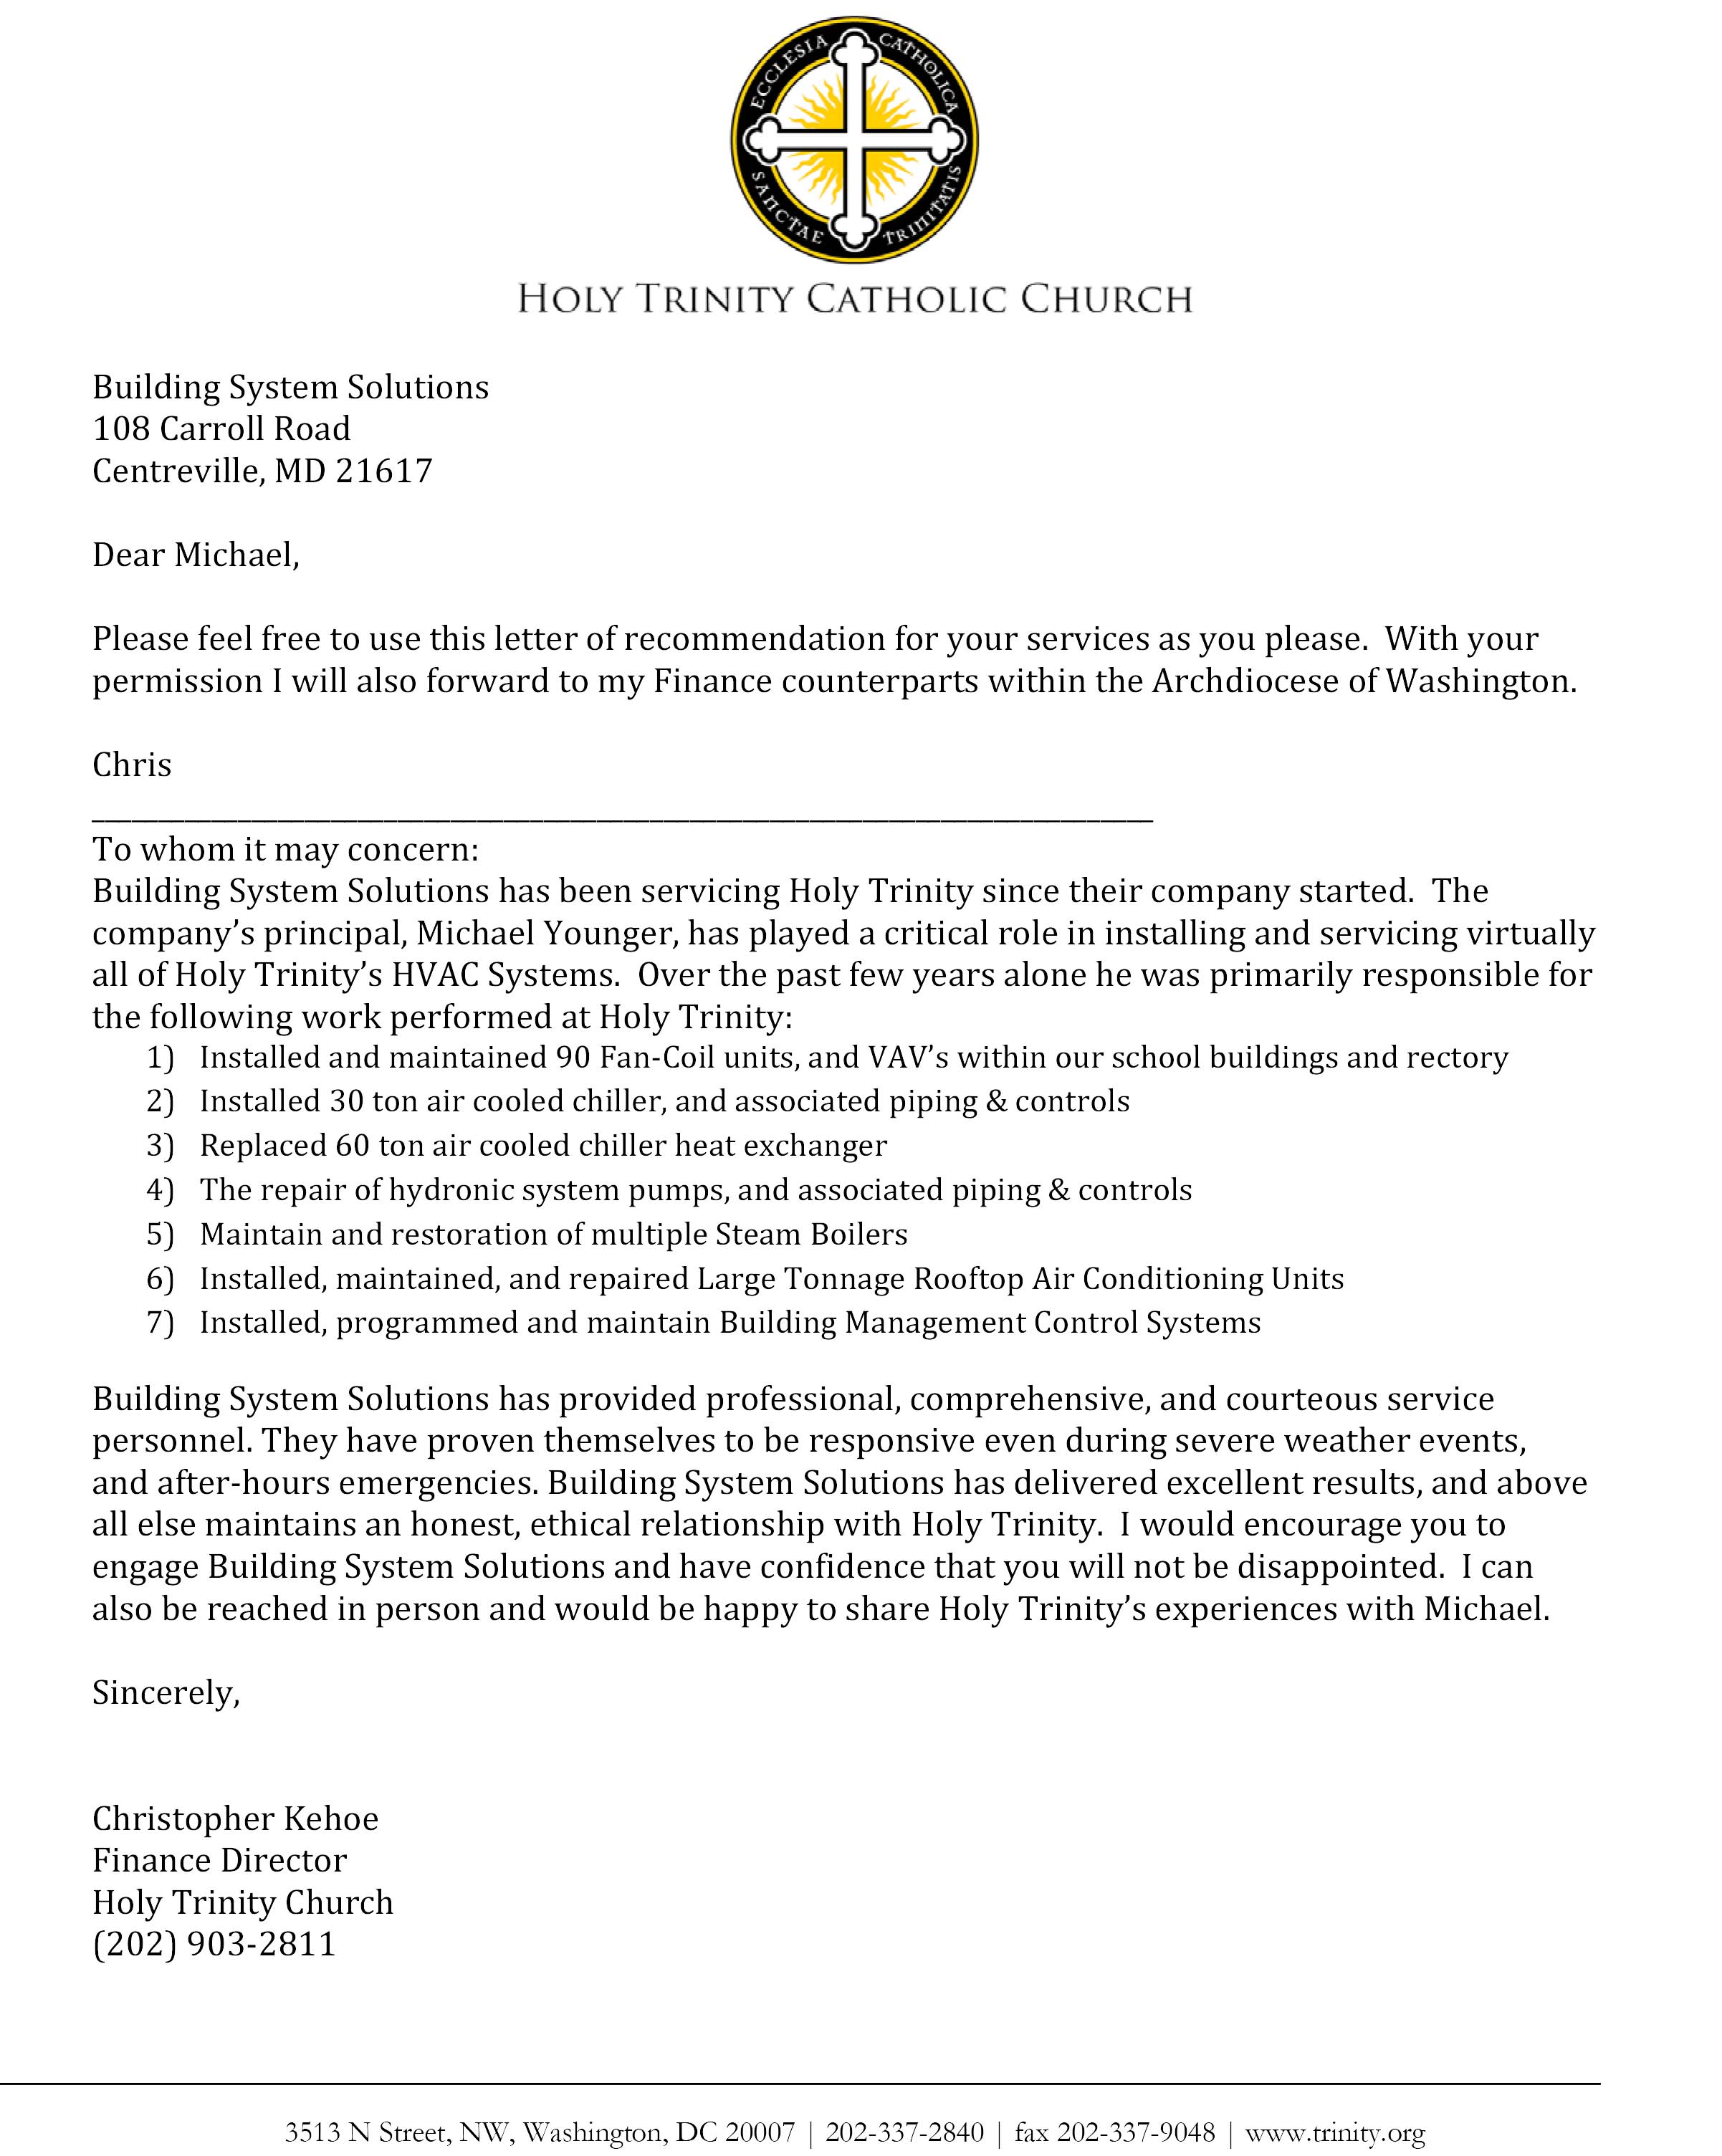 ECCLESIA CATHOLICA
SANCTAE TRINITATIS
HOLY TRINITY CATHOLIC CHURCH
Building System Solutions
108 Carroll Road
Centreville, MD 21617
Dear Michael,
Please feel free to use this letter of recommendation for your services as you please.  With your
permission I will also forward to my Finance counterparts within the Archdiocese of Washington.
Chris
To whom it may concern:
Building System Solutions has been servicing Holy Trinity since their company started.  The
company’s principal, Michael Younger, has played a critical role in installing and servicing virtually
all of Holy Trinity’s HVAC Systems.  Over the past few years alone he was primarily responsible for
the following work performed at Holy Trinity:
1) Installed and maintained 90 Fan-Coil units, and VAV’s within our school buildings and rectory
2) Installed 30 ton air cooled chiller, and associated piping & controls
3) Replaced 60 ton air cooled chiller heat exchanger
4) The repair of hydronic system pumps, and associated piping & controls
5) Maintain and restoration of multiple Steam Boilers
6) Installed, maintained, and repaired Large Tonnage Rooftop Air Conditioning Units
7) Installed, programmed and maintain Building Management Control Systems
Building System Solutions has provided professional, comprehensive, and courteous service
personnel. They have proven themselves to be responsive even during severe weather events,
and after-hours emergencies. Building System Solutions has delivered excellent results, and above
all else maintains an honest, ethical relationship with Holy Trinity.  I would encourage you to
engage Building System Solutions and have confidence that you will not be disappointed.  I can
also be reached in person and would be happy to share Holy Trinity’s experiences with Michael.
Sincerely,
Christopher Kehoe
Finance Director
Holy Trinity Church
(202) 903-2811
3513 N Street, NW, Washington, DC 20007 | 202-337-2840 | fax 202-337-9048 | www.trinity.org